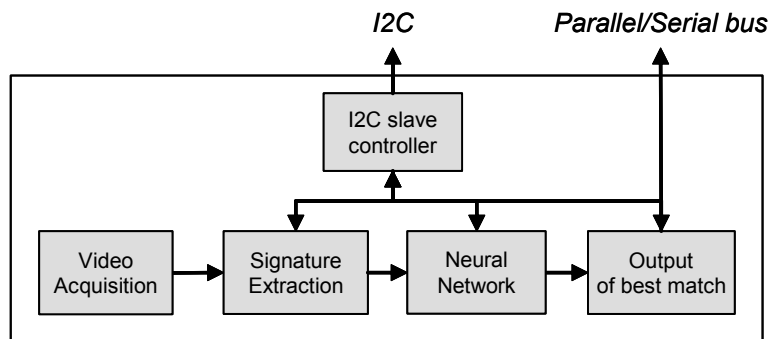 I2C
Parallel/Serial bus
I2C slave
controller
Video
Acquisition
Signature
Extraction
Neural
Network
Output
of best match